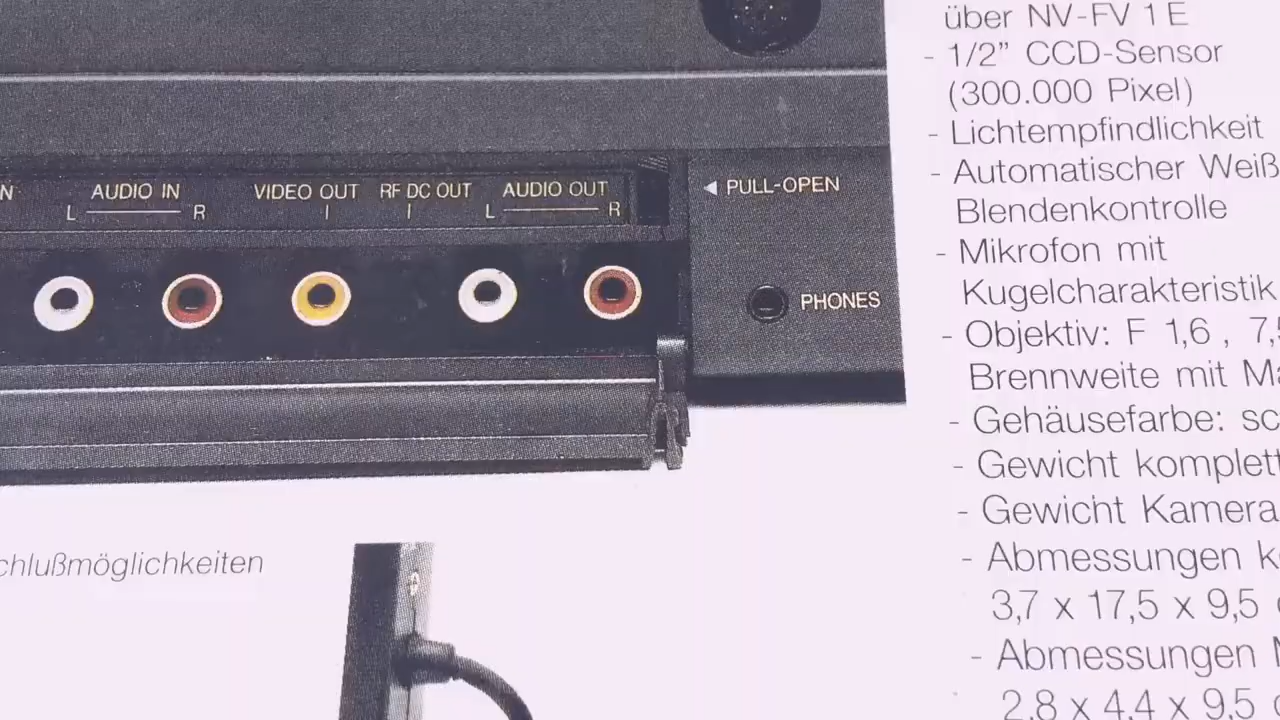 AUDIO IN
L R
VIDEO OUT
RF DC OUT
AUDIO OUT
L R
PULL-OPEN
PHONES
chlußmöglichkeiten
über NV-FV 1 E
- 1/2” CCD-Sensor
(300.000 Pixel)
- Lichtempfindlichkeit
- Automatischer Weiß
Blendenkontrolle
- Mikrofon mit
Kugelcharakteristik
- Objektiv: F 1,6 , 7,
Brennweite mit Ma
- Gehäusefarbe: sc
- Gewicht komplett
- Gewicht Kamera
- Abmessungen k
3,7 x 17,5 x 9,5
- Abmessungen
2,8 x 4,4 x 9,5